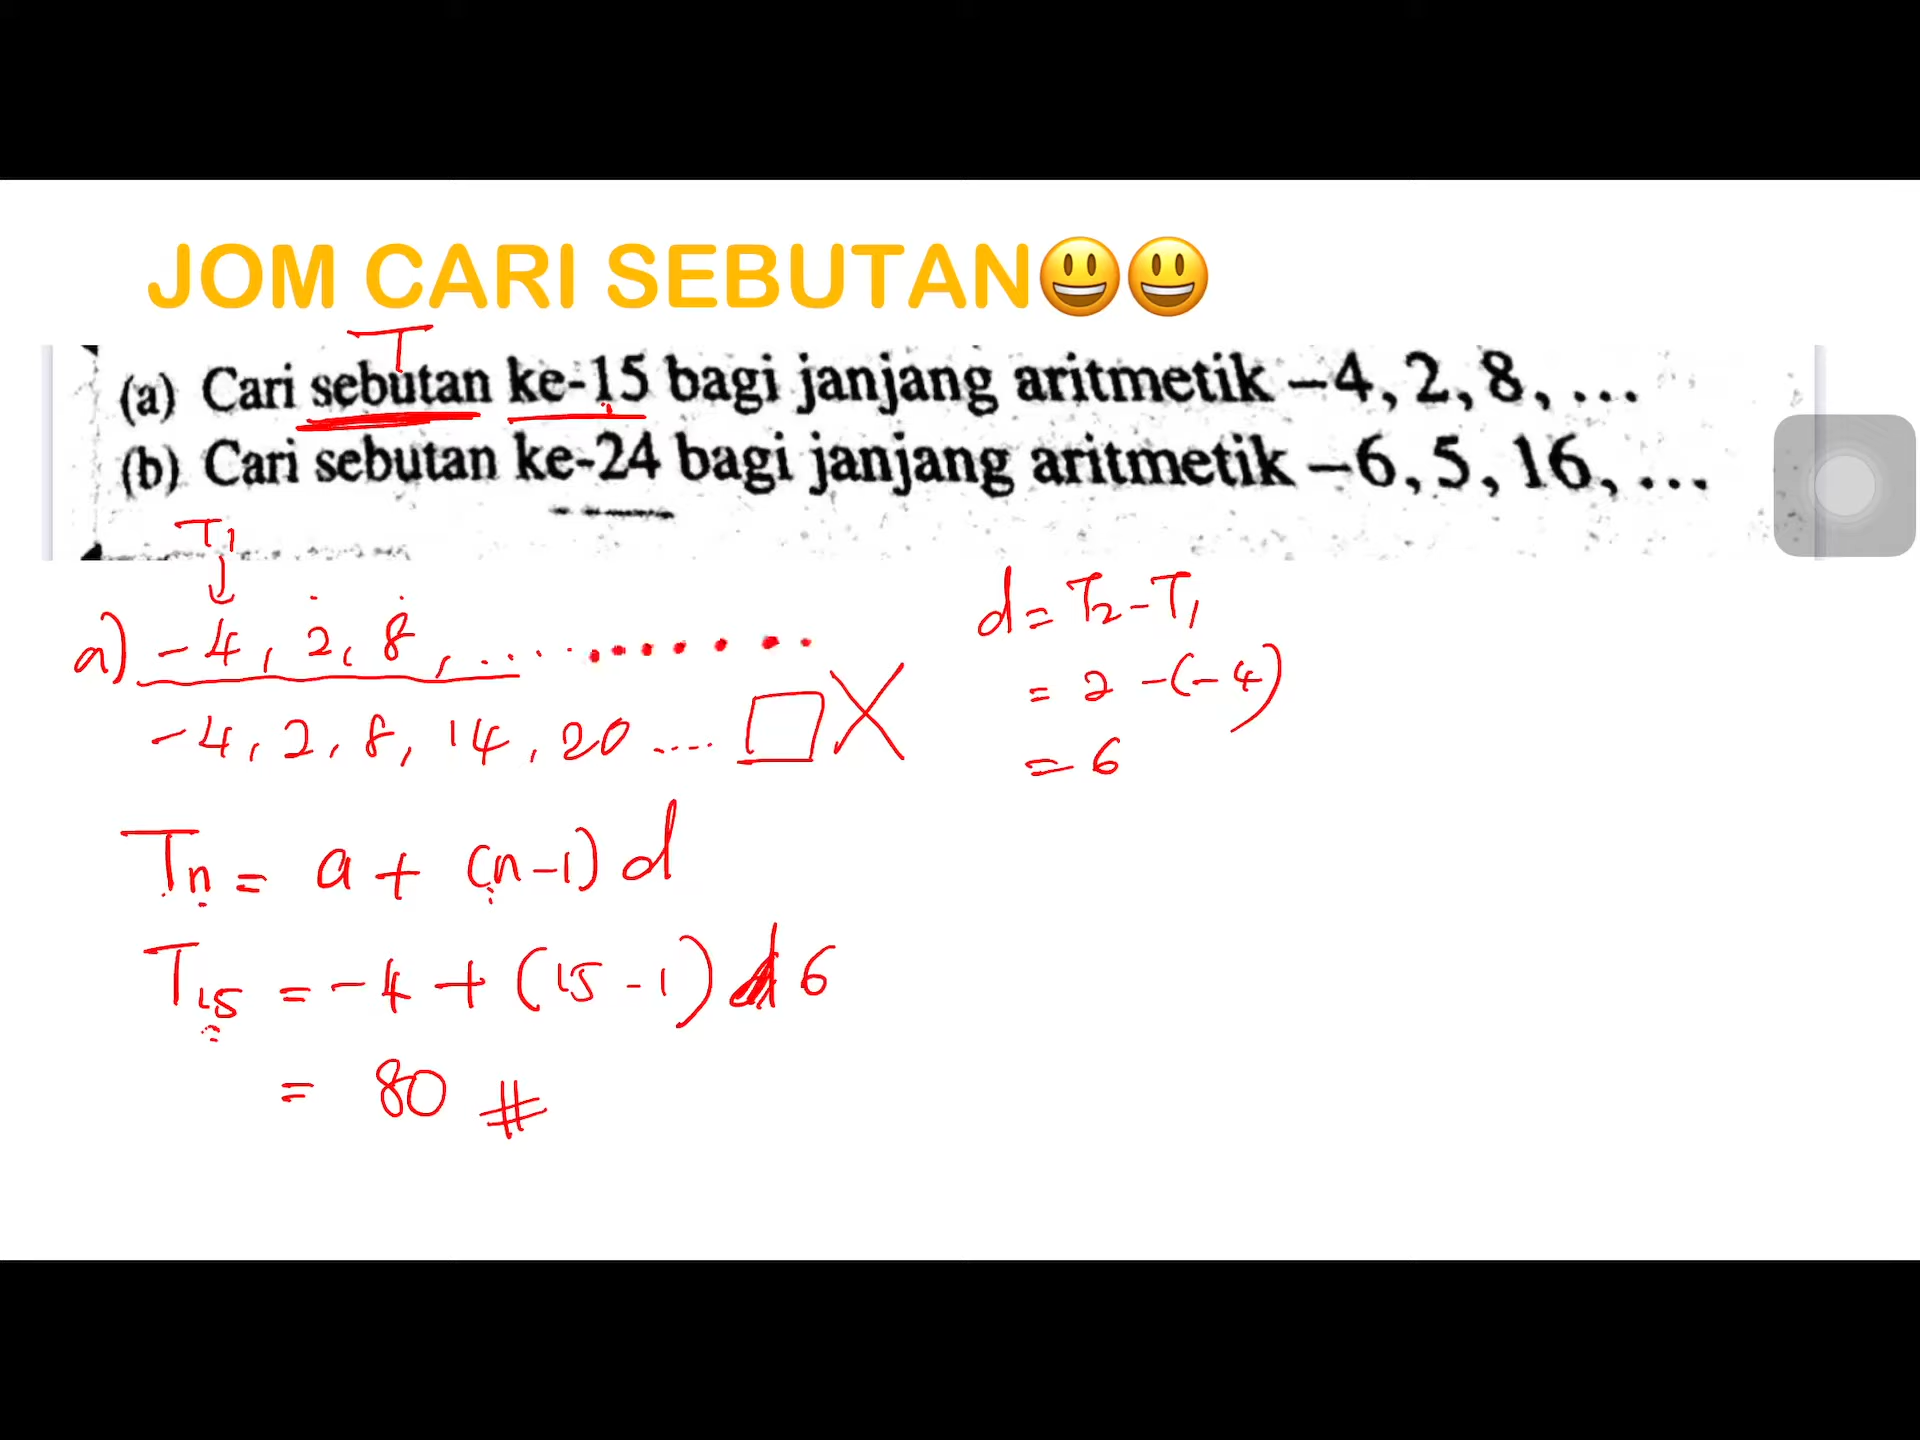 JOM CARI SEBUTAN😃😃
T
(a) Cari sebutan ke-15 bagi janjang aritmetik –4, 2, 8, ...
(b) Cari sebutan ke-24 bagi janjang aritmetik –6, 5, 16, ...
T1
a) -4, 2, 8, ..............
-4, 2, 8, 14, 20 ....... □ X
Tn = a + (n-1) d
T15 = -4 + (15-1) 6
= 80 #
d = T2 - T1
= 2 - (-4)
= 6